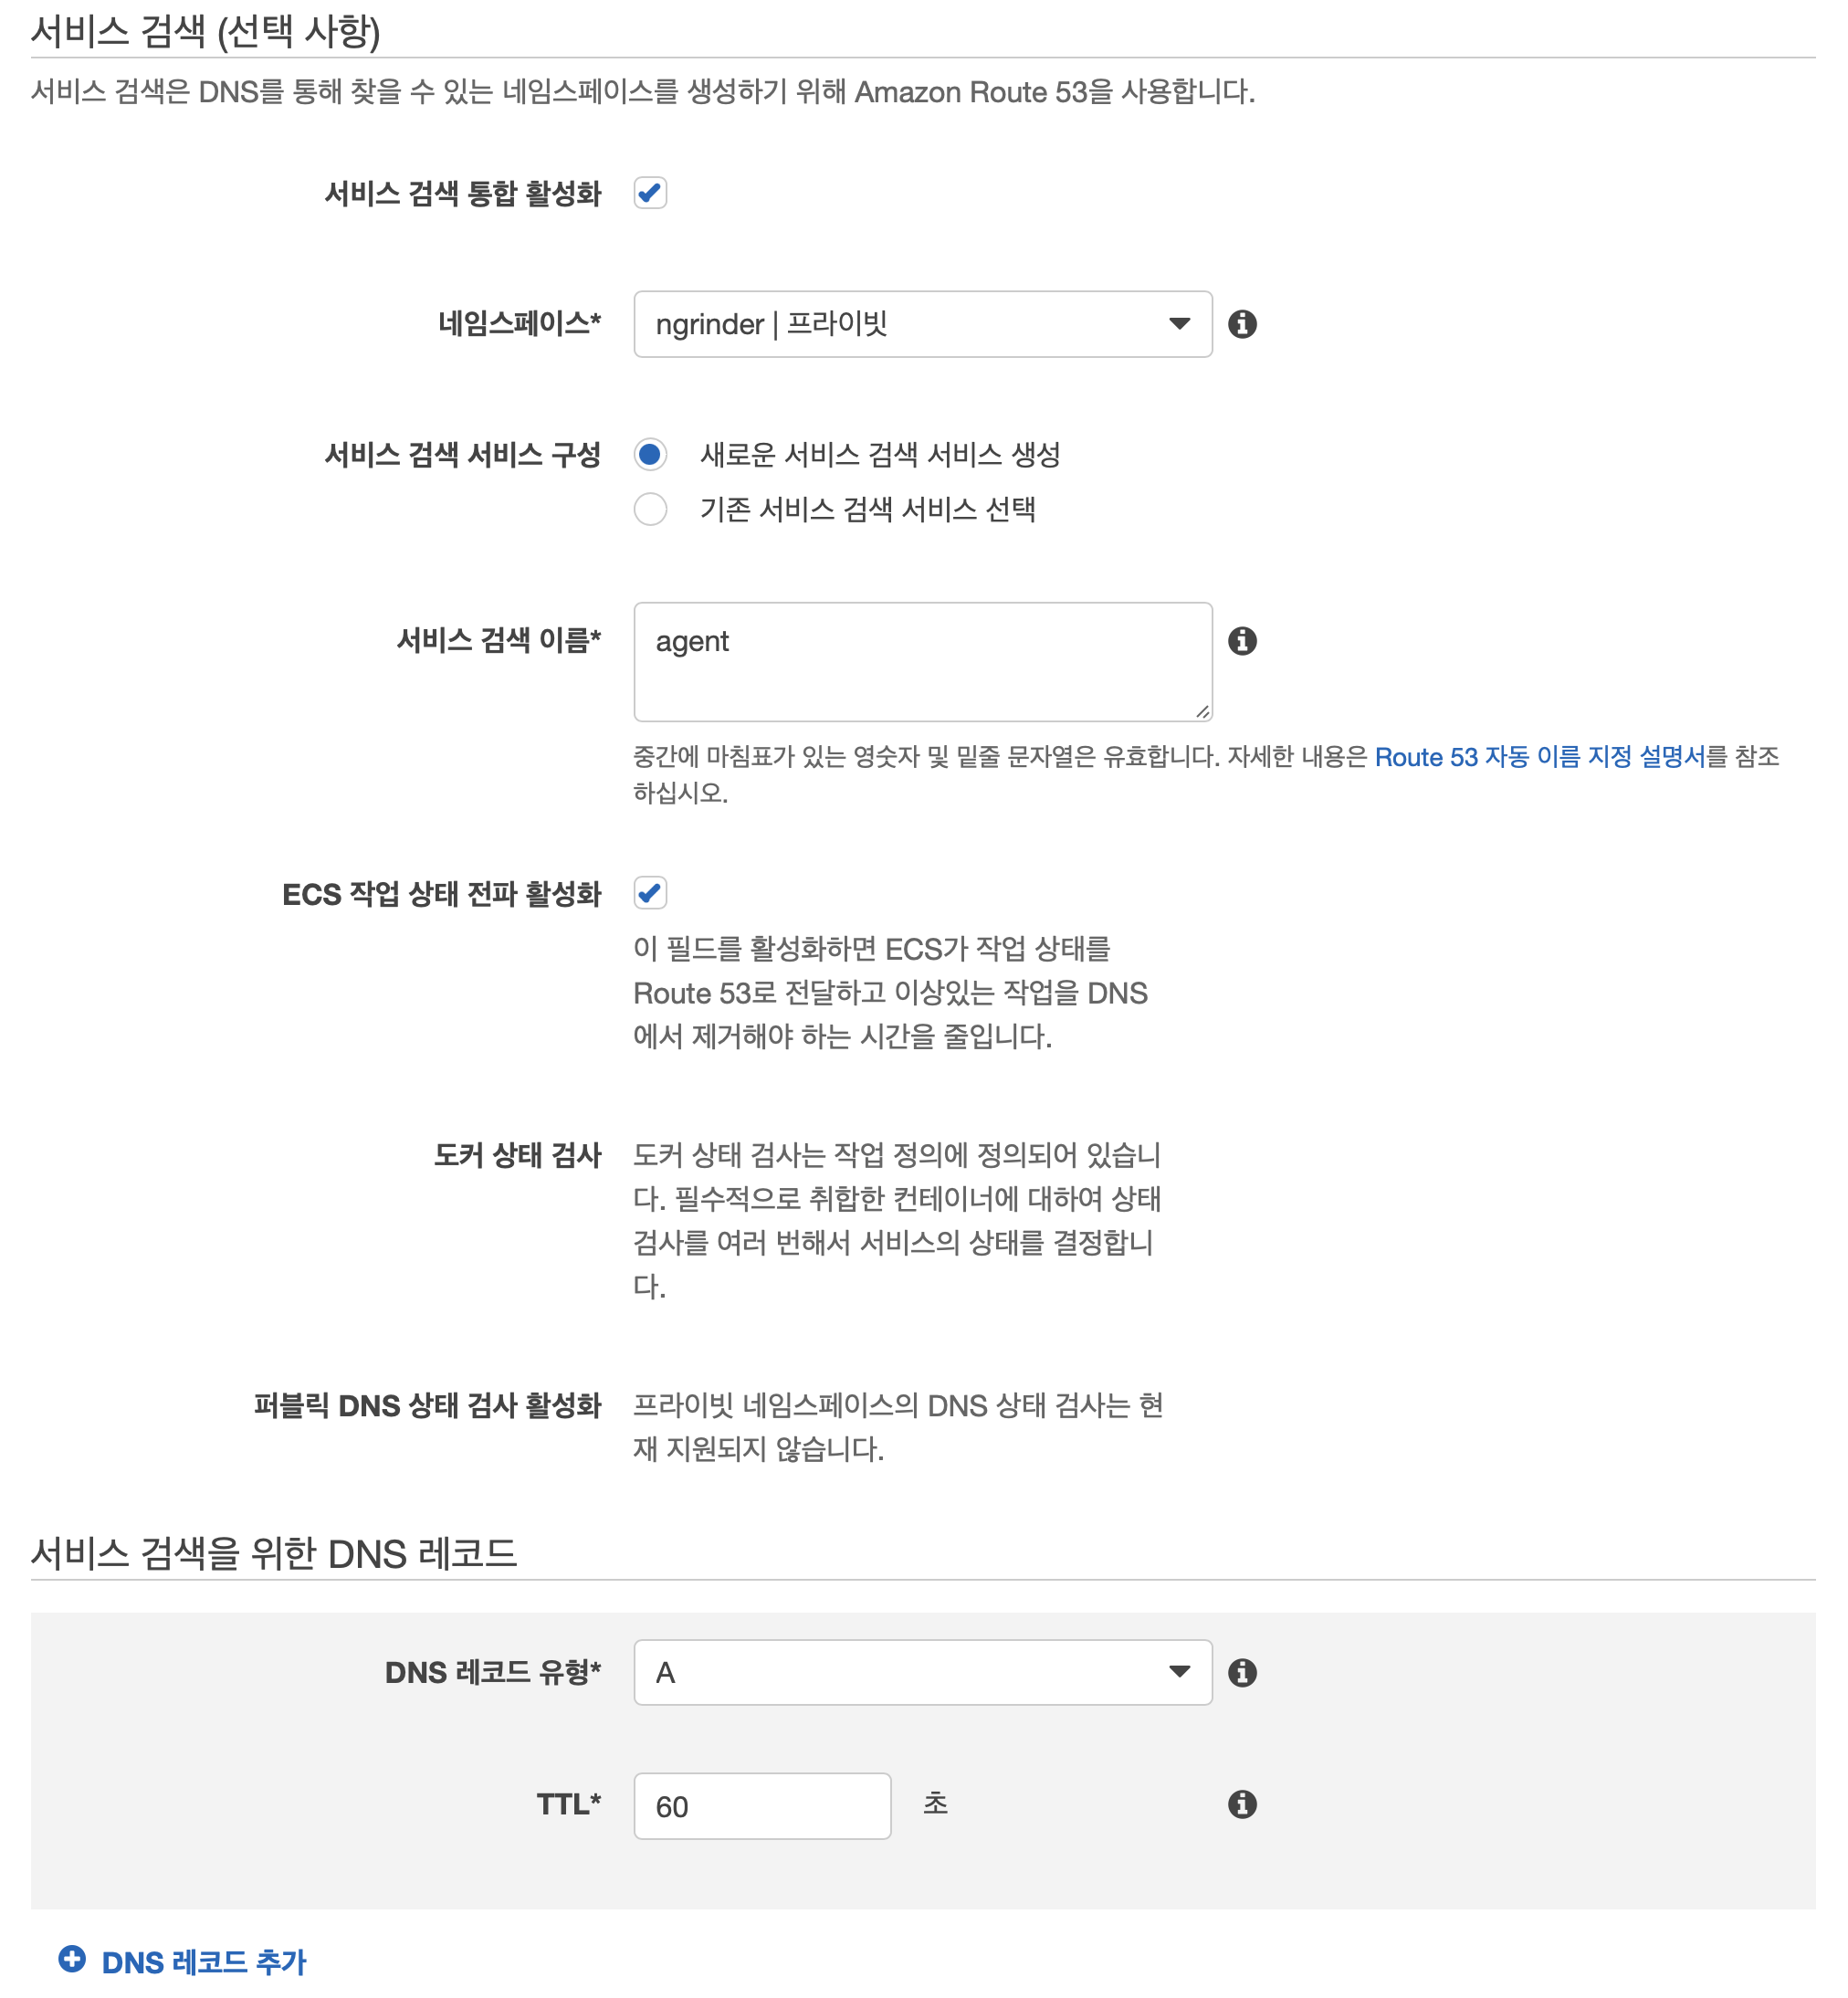 서비스 검색 (선택 사항)
서비스 검색은 DNS를 통해 찾을 수 있는 네임스페이스를 생성하기 위해 Amazon Route 53을 사용합니다.
서비스 검색 통합 활성화
네임스페이스*
ngrinder | 프라이빗
서비스 검색 서비스 구성
새로운 서비스 검색 서비스 생성
기존 서비스 검색 서비스 선택
서비스 검색 이름*
agent
중간에 마침표가 있는 영숫자 및 밑줄 문자열은 유효합니다. 자세한 내용은 Route 53 자동 이름 지정 설명서를 참조
하십시오.
ECS 작업 상태 전파 활성화
이 필드를 활성화하면 ECS가 작업 상태를
Route 53로 전달하고 이상있는 작업을 DNS
에서 제거해야 하는 시간을 줄입니다.
도커 상태 검사
도커 상태 검사는 작업 정의에 정의되어 있습니
다. 필수적으로 취합한 컨테이너에 대하여 상태
검사를 여러 번해서 서비스의 상태를 결정합니
다.
퍼블릭 DNS 상태 검사 활성화
프라이빗 네임스페이스의 DNS 상태 검사는 현
재 지원되지 않습니다.
서비스 검색을 위한 DNS 레코드
DNS 레코드 유형*
A
TTL*
60
초
DNS 레코드 추가